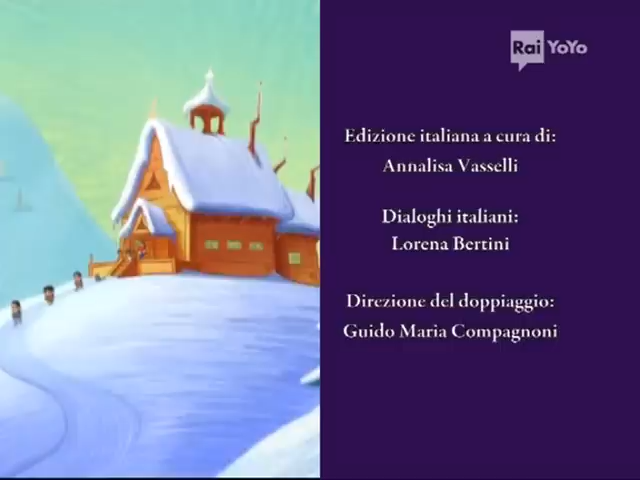 Rai YoYo
Edizione italiana a cura di:
Annalisa Vasselli
Dialoghi italiani:
Lorena Bertini
Direzione del doppiaggio:
Guido Maria Compagnoni